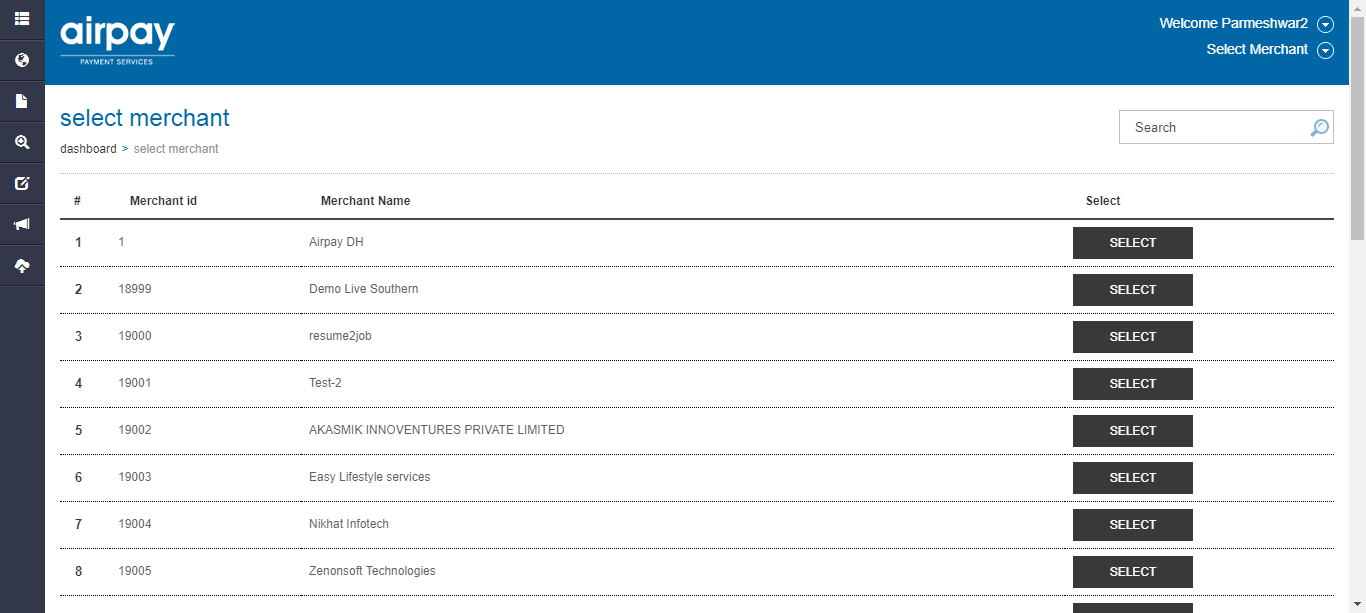 airpay
PAYMENT SERVICES
Welcome Parmeshwar2
Select Merchant
select merchant
dashboard > select merchant
Search
# Merchant id Merchant Name Select
1 1 Airpay DH SELECT
2 18999 Demo Live Southern SELECT
3 19000 resume2job SELECT
4 19001 Test-2 SELECT
5 19002 AKASMIK INNOVENTURES PRIVATE LIMITED SELECT
6 19003 Easy Lifestyle services SELECT
7 19004 Nikhat Infotech SELECT
8 19005 Zenonsoft Technologies SELECT